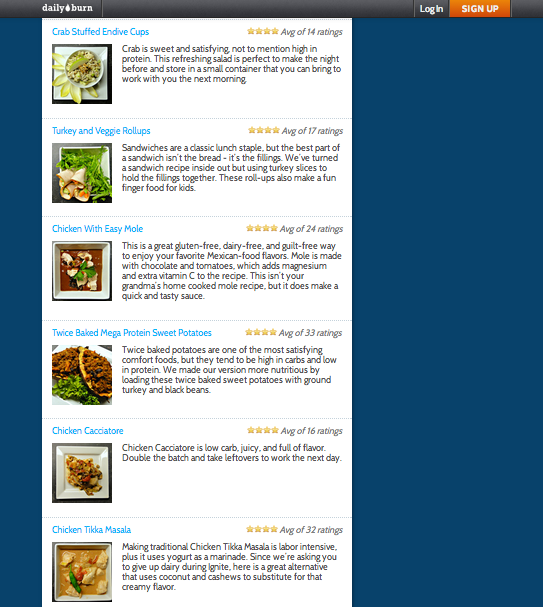 daily burn
Log In
SIGN UP
Crab Stuffed Endive Cups
Avg of 14 ratings
Crab is sweet and satisfying, not to mention high in
protein. This refreshing salad is perfect to make the night
before and store in a small container that you can bring to
work with you the next morning.
Turkey and Veggie Rollups
Avg of 17 ratings
Sandwiches are a classic lunch staple, but the best part of
a sandwich isn't the bread - it's the fillings. We've turned
a sandwich recipe inside out but using turkey slices to
hold the fillings together. These roll-ups also make a fun
finger food for kids.
Chicken With Easy Mole
Avg of 24 ratings
This is a great gluten-free, dairy-free, and guilt-free way
to enjoy your favorite Mexican-food flavors. Mole is made
with chocolate and tomatoes, which adds magnesium
and extra vitamin C to the recipe. This isn't your
grandma's home cooked mole recipe, but it does make a
quick and tasty sauce.
Twice Baked Mega Protein Sweet Potatoes
Avg of 33 ratings
Twice baked potatoes are one of the most satisfying
comfort foods, but they tend to be high in carbs and low
in protein. We made our version more nutritious by
loading these twice baked sweet potatoes with ground
turkey and black beans.
Chicken Cacciatore
Avg of 16 ratings
Chicken Cacciatore is low carb, juicy, and full of flavor.
Double the batch and take leftovers to work the next day.
Chicken Tikka Masala
Avg of 32 ratings
Making traditional Chicken Tikka Masala is labor intensive,
plus it uses yogurt as a marinade. Since we're asking you
to give up dairy during Ignite, here is a great alternative
that uses coconut and cashews to substitute for that
creamy flavor.